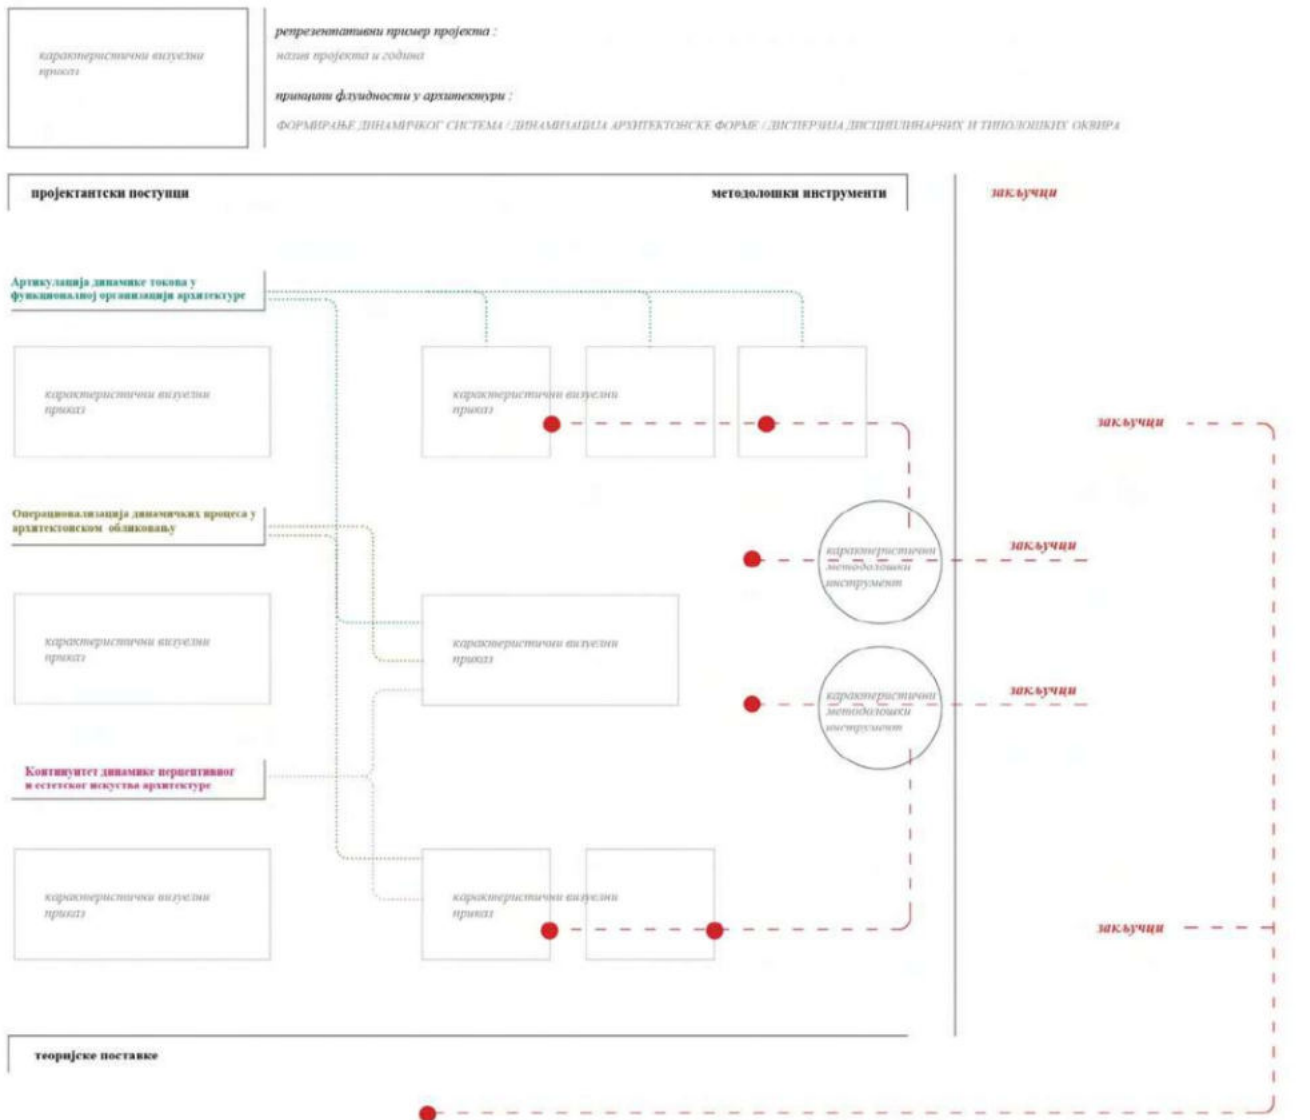 карактеристични визуелни
приказ
репрезентативни пример пројекта :
назив пројекта и година
принципи флуидности у архитектури :
ФОРМИРАЊЕ ДИНАМИЧКОГ СИСТЕМА / ДИНАМИЗАЦИЈА АРХИТЕКТОНСКЕ ФОРМЕ / ДИСПЕРЗИЈА ДИСЦИПЛИНАРНИХ И ТИПОЛОШКИХ ОКВИРА
пројектантски поступци
методолошки инструменти
закључци
Артикулација динамике токова у
функционалној организацији архитектуре
карактеристични визуелни
приказ
карактеристични визуелни
приказ
закључци
Операционализација динамичких процеса у
архитектонском обликовању
карактеристични
методолошки
инструмент
закључци
карактеристични визуелни
приказ
карактеристични визуелни
приказ
карактеристични
методолошки
инструмент
закључци
Континуитет динамике перцептивног
и естетског искуства архитектуре
карактеристични визуелни
приказ
карактеристични визуелни
приказ
закључци
теоријске поставке